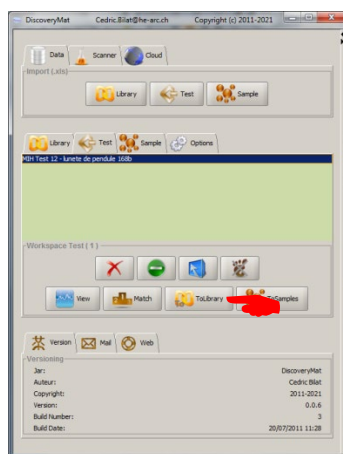 DiscoveryMat Cedric.Bilat@he-arc.ch Copyright (c) 2011-2021
Data Scanner Cloud
Import (.xls)
Library Test Sample
Library Test Sample Options
MIH Test 12 - lunete de pendule 168b
Workspace Test ( 1 )
View Match ToLibrary ToSamples
Version Mail Web
Versioning
Jar: DiscoveryMat
Auteur: Cedric Bilat
Copyright: 2011-2021
Version: 0.0.6
Build Number: 3
Build Date: 20/07/2011 11:28